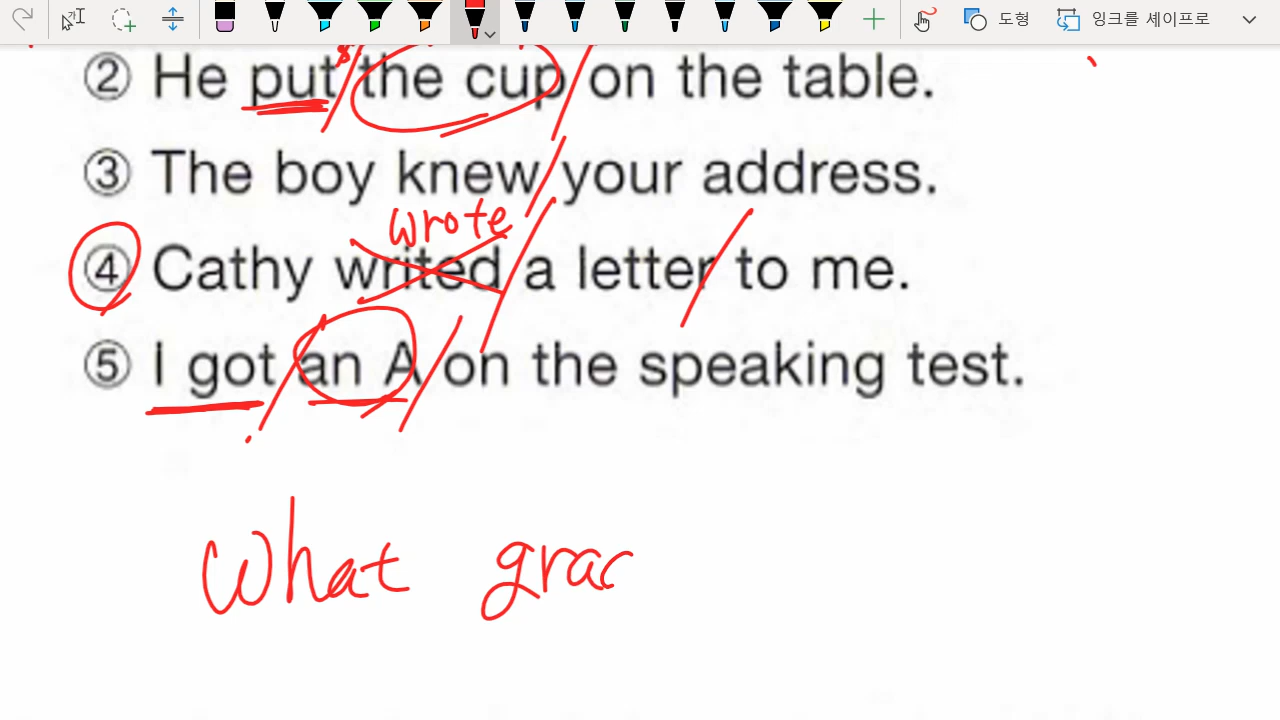 도형 잉크를 셰이프로
② He put the cup on the table.
③ The boy knew your address.
wrote
④ Cathy writed a letter to me.
⑤ I got an A on the speaking test.
What grac